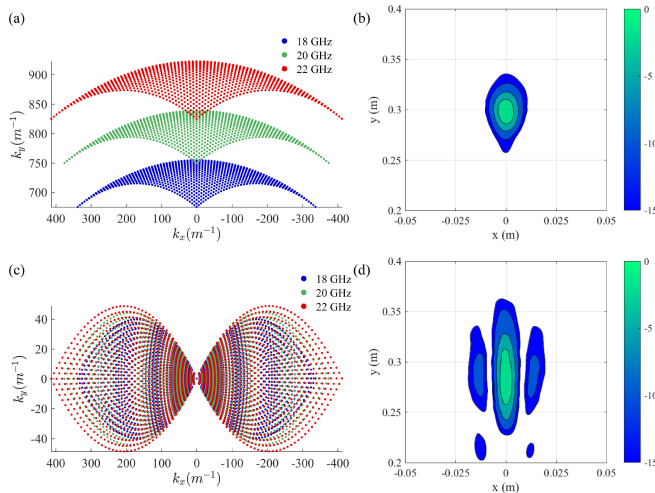 (a)
18 GHz
20 GHz
22 GHz
k_y(m^{-1})
900
850
800
750
700
400 300 200 100 0 -100 -200 -300 -400
k_x(m^{-1})
(b)
y (m)
0.4
0.35
0.3
0.25
0.2
-0.05 -0.025 0 0.025 0.05
x (m)
0
-5
-10
-15
(c)
18 GHz
20 GHz
22 GHz
k_y(m^{-1})
40
20
0
-20
-40
400 300 200 100 0 -100 -200 -300 -400
k_x(m^{-1})
(d)
y (m)
0.4
0.35
0.3
0.25
0.2
-0.05 -0.025 0 0.025 0.05
x (m)
0
-5
-10
-15